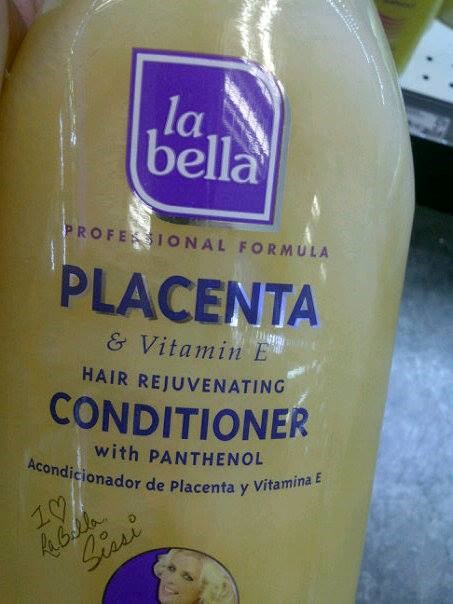 la
bella
PROFESSIONAL FORMULA
PLACENTA
& Vitamin E
HAIR REJUVENATING
CONDITIONER
with PANTHENOL
Acondicionador de Placenta y Vitamina E
I ♡
La Bella
Sissi